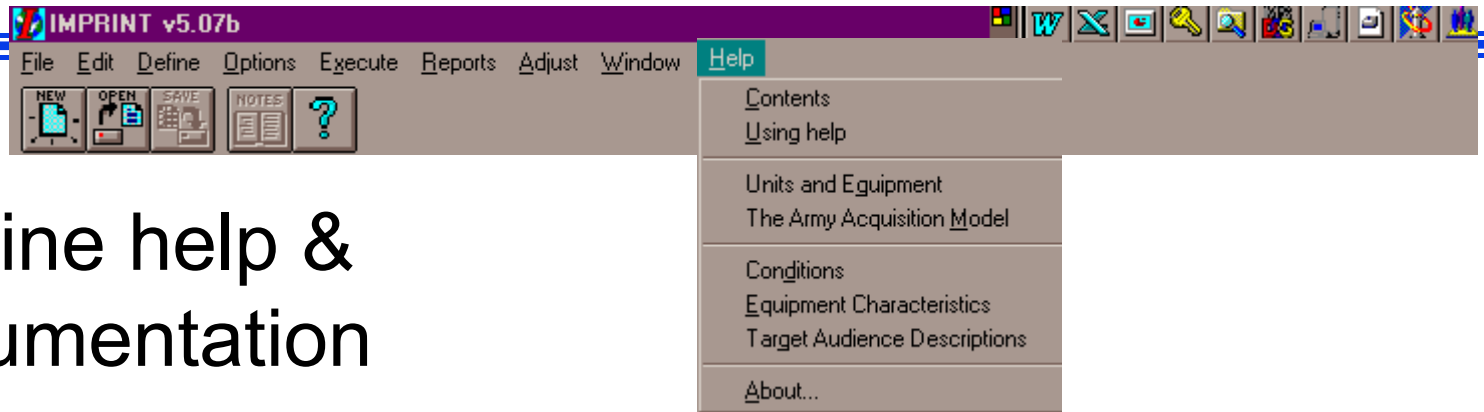 IMPRINT v5.07b
File Edit Define Options Execute Reports Adjust Window Help
NEW OPEN SAVE NOTES ?
Contents
Using help
Units and Equipment
The Army Acquisition Model
ine help &
umentation
Conditions
Equipment Characteristics
Target Audience Descriptions
About...